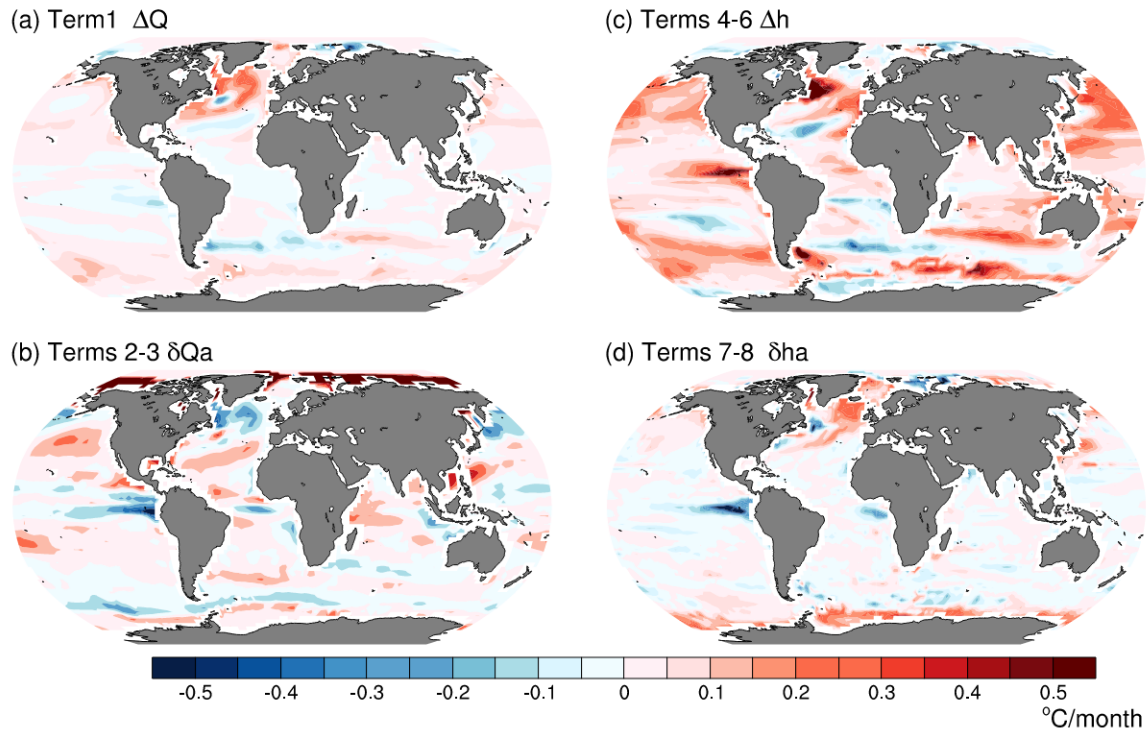 (a) Term1 ΔQ
(c) Terms 4-6 Δh
(b) Terms 2-3 δQa
(d) Terms 7-8 δha
-0.5 -0.4 -0.3 -0.2 -0.1 0 0.1 0.2 0.3 0.4 0.5
°C/month